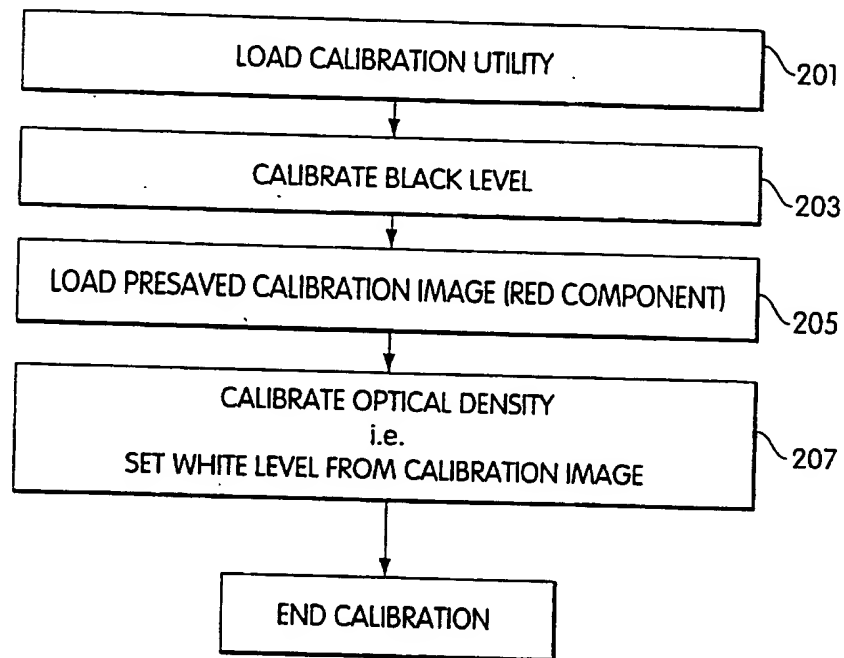 LOAD CALIBRATION UTILITY
201
CALIBRATE BLACK LEVEL
203
LOAD PRESAVED CALIBRATION IMAGE (RED COMPONENT)
205
CALIBRATE OPTICAL DENSITY
i.e.
SET WHITE LEVEL FROM CALIBRATION IMAGE
207
END CALIBRATION